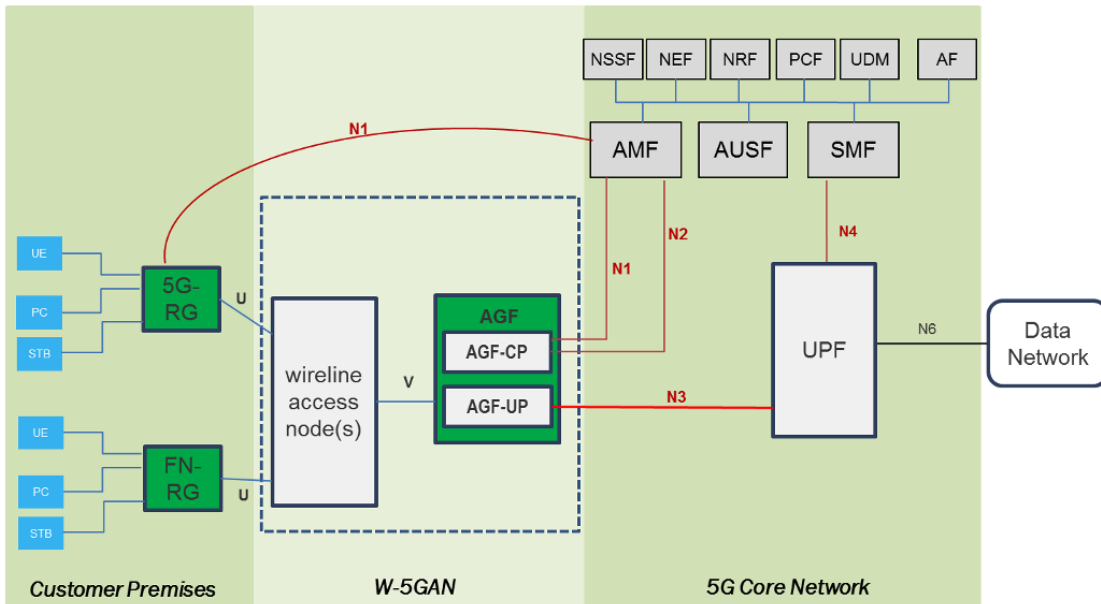 NSSF
NEF
NRF
PCF
UDM
AF
N1
AMF
AUSF
SMF
N2
N4
N1
UE
5G-
RG
U
PC
STB
wireline
access
node(s)
V
AGF
AGF-CP
AGF-UP
N3
UPF
N6
Data
Network
UE
FN-
RG
U
PC
STB
Customer Premises
W-5GAN
5G Core Network